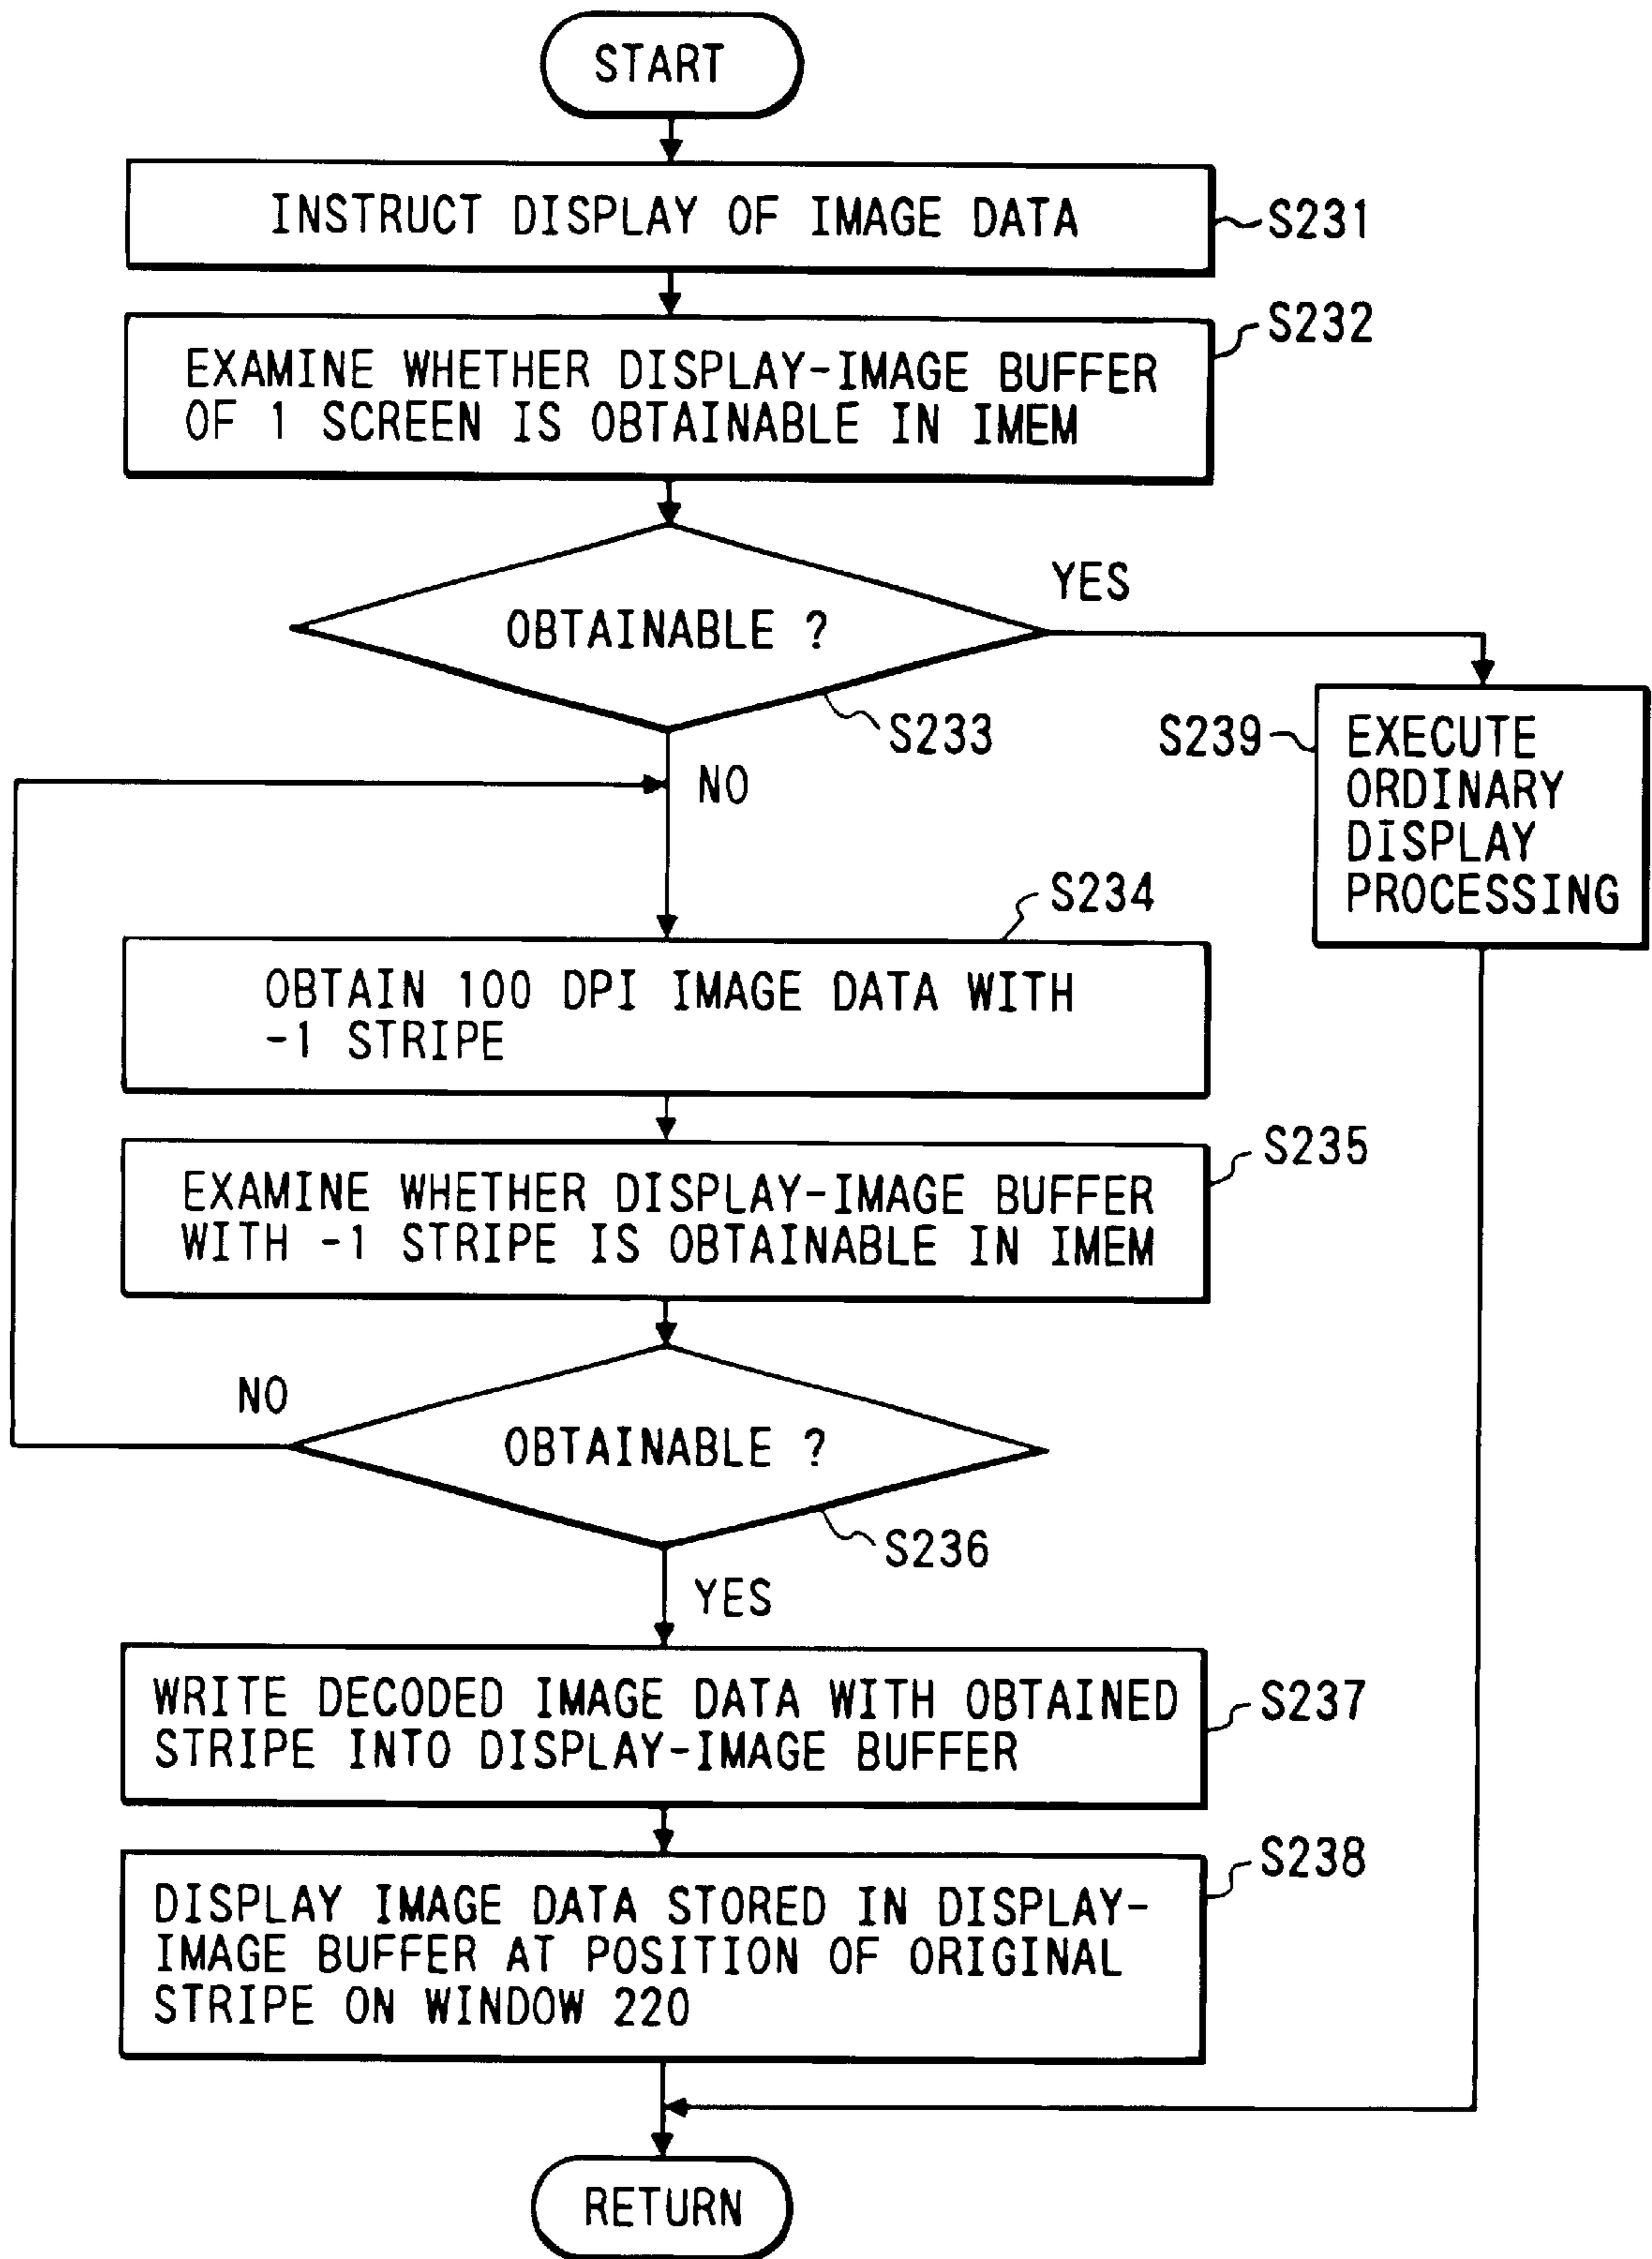 START
INSTRUCT DISPLAY OF IMAGE DATA
S231
S232
EXAMINE WHETHER DISPLAY-IMAGE BUFFER
OF 1 SCREEN IS OBTAINABLE IN IMEM
YES
OBTAINABLE ?
S233
NO
S239
EXECUTE
ORDINARY
DISPLAY
PROCESSING
S234
OBTAIN 100 DPI IMAGE DATA WITH
-1 STRIPE
S235
EXAMINE WHETHER DISPLAY-IMAGE BUFFER
WITH -1 STRIPE IS OBTAINABLE IN IMEM
NO
OBTAINABLE ?
S236
YES
WRITE DECODED IMAGE DATA WITH OBTAINED
STRIPE INTO DISPLAY-IMAGE BUFFER
S237
S238
DISPLAY IMAGE DATA STORED IN DISPLAY-
IMAGE BUFFER AT POSITION OF ORIGINAL
STRIPE ON WINDOW 220
RETURN